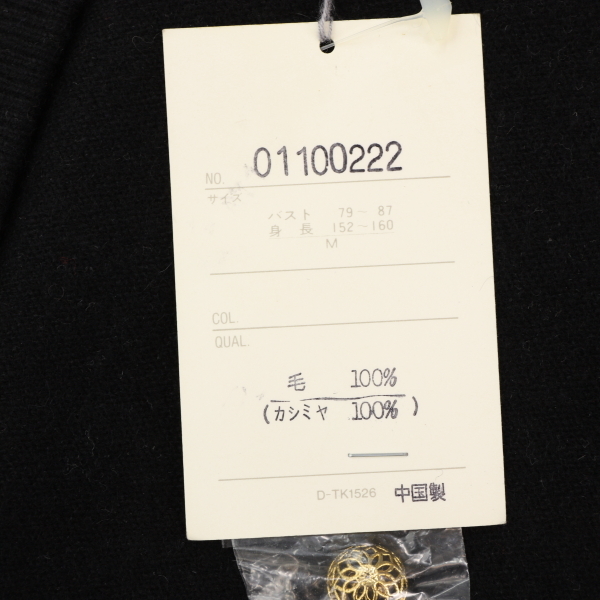 NO. 01100222
サイズ
バスト 79～ 87
身 長 152～160
M
COL.
QUAL.
毛 100%
(カシミヤ 100% )
D-TK1526 中国製